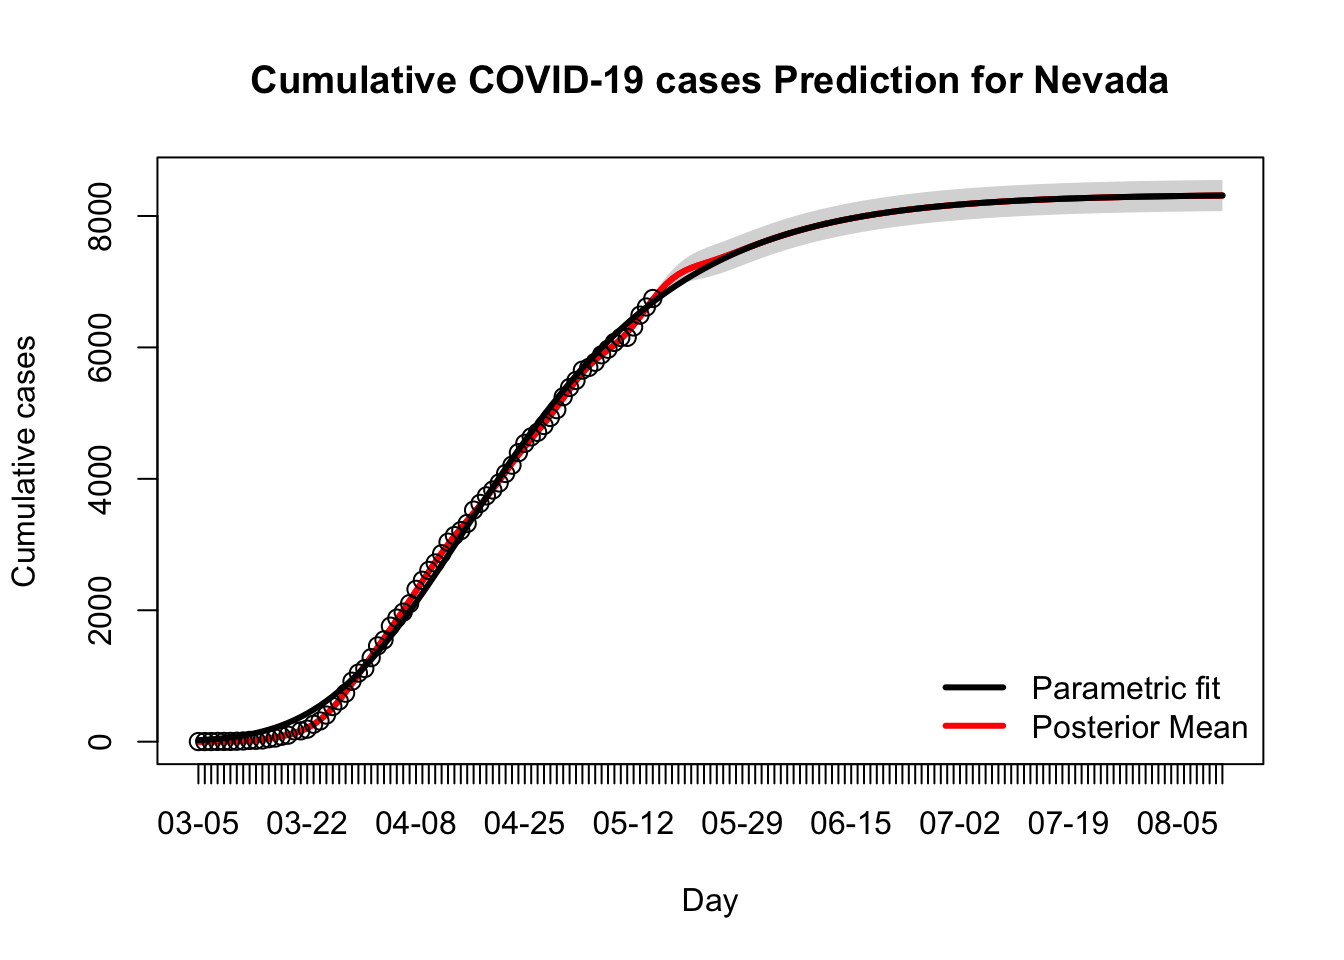 Cumulative COVID-19 cases Prediction for Nevada
Cumulative cases
8000
6000
4000
2000
0
Parametric fit
Posterior Mean
03-05 03-22 04-08 04-25 05-12 05-29 06-15 07-02 07-19 08-05
Day